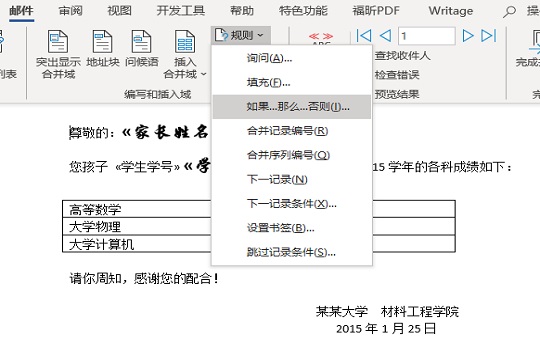 邮件 审阅 视图 开发工具 帮助 特色功能 福昕PDF Writage 操
规则 1
突出显示 地址块 问候语 插入 查找收件人 完成
列表 合并域 合并域 检查错误
编写和插入域 预览结果 完
询问(A)...
填充(F)...
如果...那么...否则(I)...
合并记录编号(R)
合并序列编号(Q)
下一记录(N)
下一记录条件(X)...
设置书签(B)...
跳过记录条件(S)...
尊敬的：《家长姓名
您孩子 《学生学号》《学 15 学年的各科成绩如下：
高等数学
大学物理
大学计算机
请你周知，感谢您的配合！
某某大学 材料工程学院
2015 年 1 月 25 日